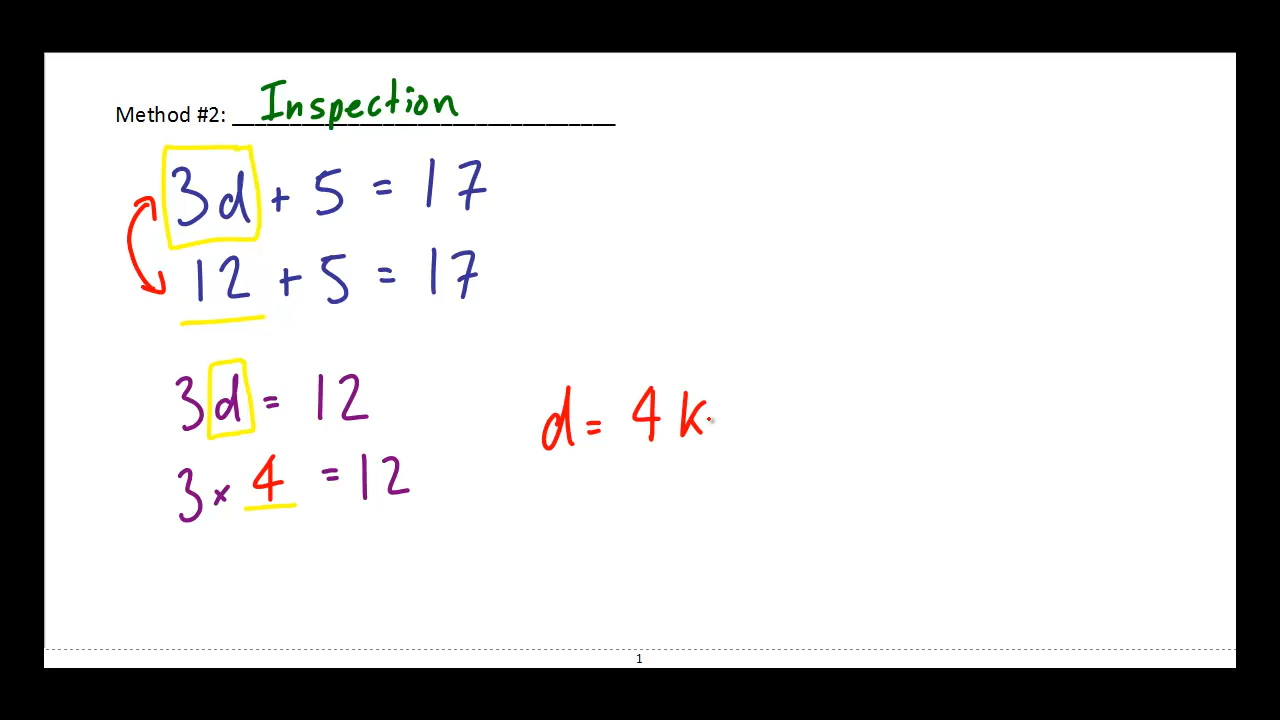 Method #2: Inspection
3d + 5 = 17
12 + 5 = 17
3d = 12
3 × 4 = 12
d = 4 k
1